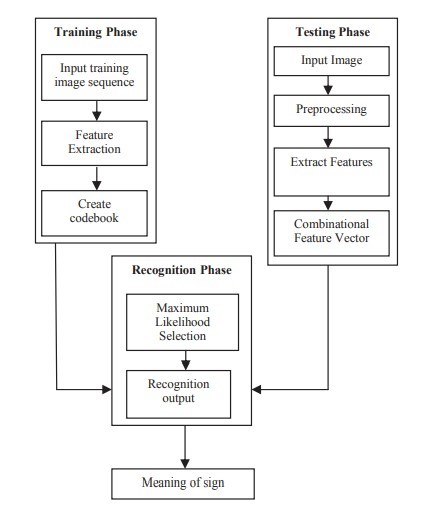 Training Phase
Input training
image sequence
Feature
Extraction
Create
codebook
Testing Phase
Input Image
Preprocessing
Extract Features
Combinational
Feature Vector
Recognition Phase
Maximum
Likelihood
Selection
Recognition
output
Meaning of sign